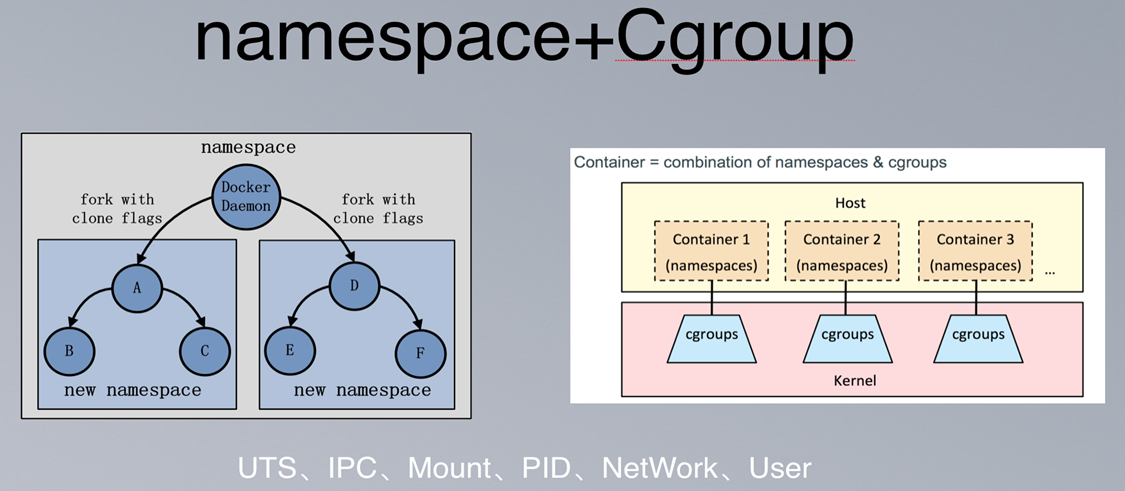 namespace+Cgroup
namespace
Docker
Daemon
fork with
clone flags
fork with
clone flags
A
B
C
new namespace
D
E
F
new namespace
Container = combination of namespaces & cgroups
Host
Container 1
(namespaces)
Container 2
(namespaces)
Container 3
(namespaces)
...
cgroups
cgroups
cgroups
Kernel
UTS、IPC、Mount、PID、NetWork、User